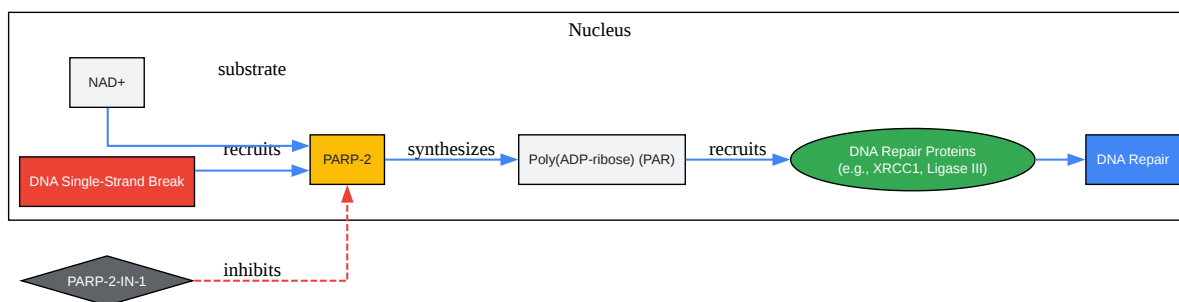 Nucleus
NAD+
substrate
DNA Single-Strand Break
recruits
PARP-2
synthesizes
Poly(ADP-ribose) (PAR)
recruits
DNA Repair Proteins
(e.g., XRCC1, Ligase III)
DNA Repair
PARP-2-IN-1
inhibits